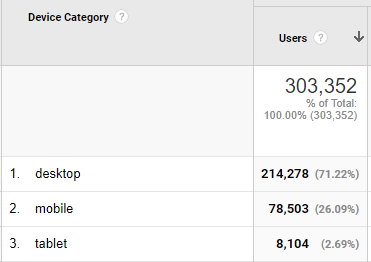 Device Category ?
Users ?
303,352
% of Total:
100.00% (303,352)
1. desktop 214,278 (71.22%)
2. mobile 78,503 (26.09%)
3. tablet 8,104 (2.69%)